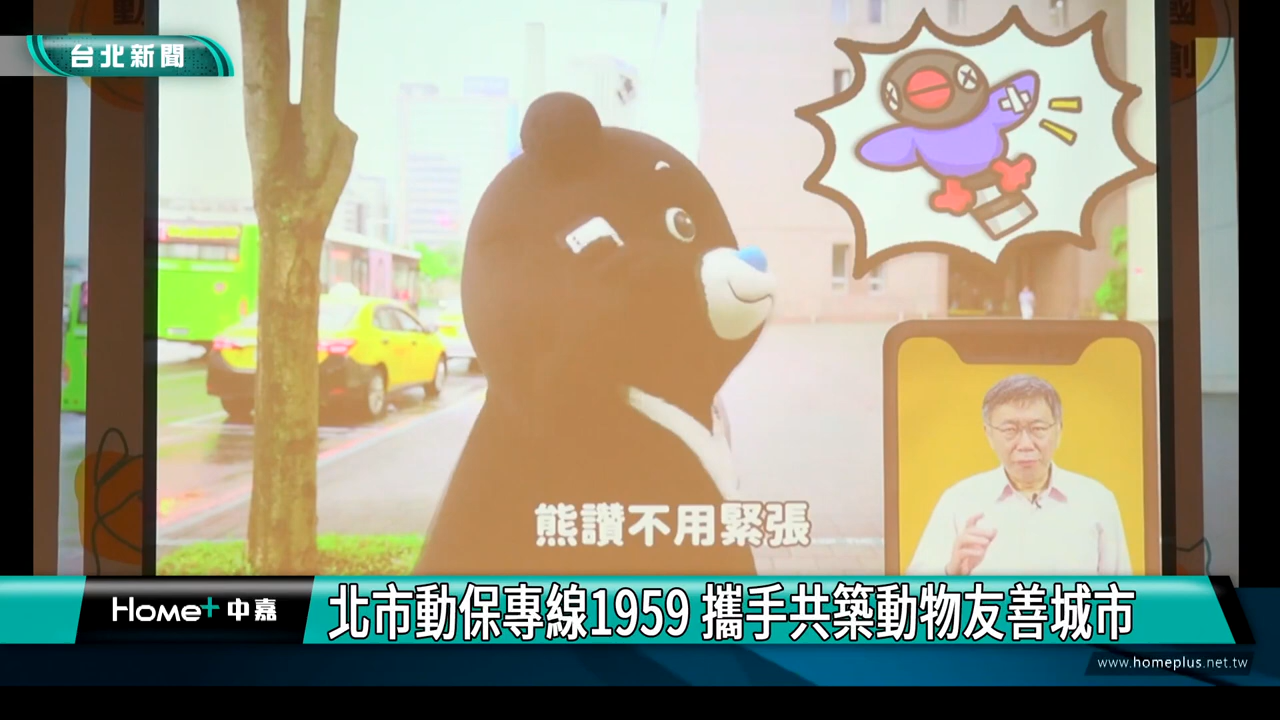 台北新聞
熊讚不用緊張
Home+ 中嘉
北市動保專線1959 攜手共築動物友善城市
www.homeplus.net.tw